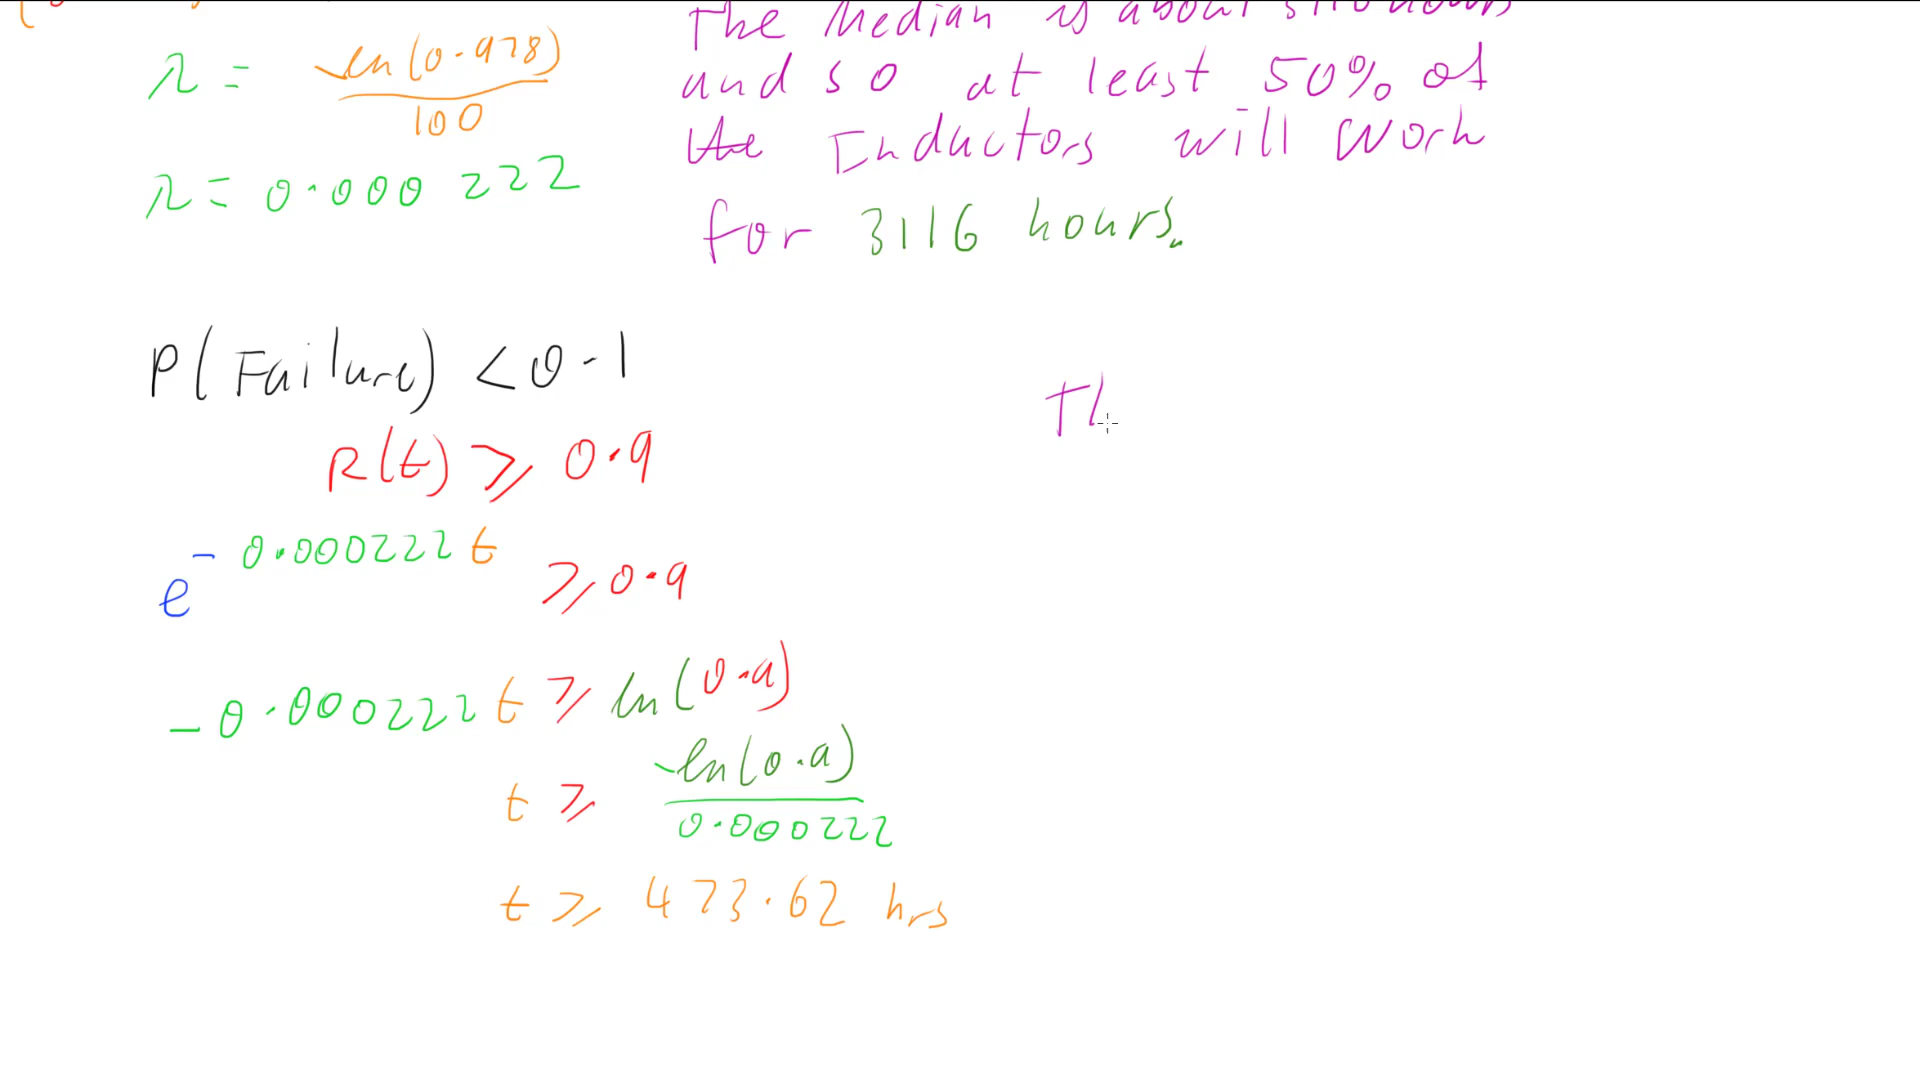 λ = -ln(0.978)/100
λ = 0.000 222
The Median is about 3116 hours
and so at least 50% of
the Inductors will work
for 3116 hours.
P(Failure) < 0.1
R(t) ⩾ 0.9
e^-0.000222t ⩾ 0.9
-0.000222t ⩾ ln(0.9)
t ⩾ -ln(0.9)/0.000222
t ⩾ 473.62 hrs
Th